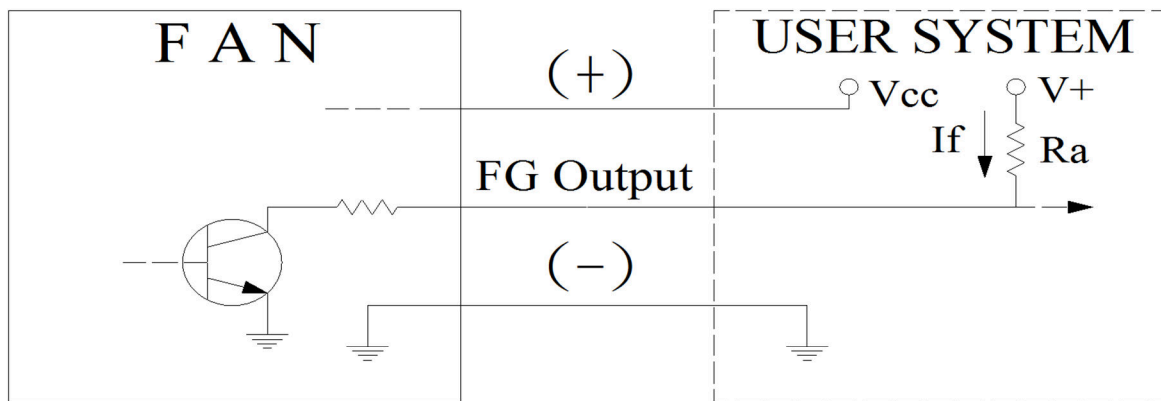 F A N
USER SYSTEM
(+)
Vcc
V+
If
Ra
FG Output
(-)